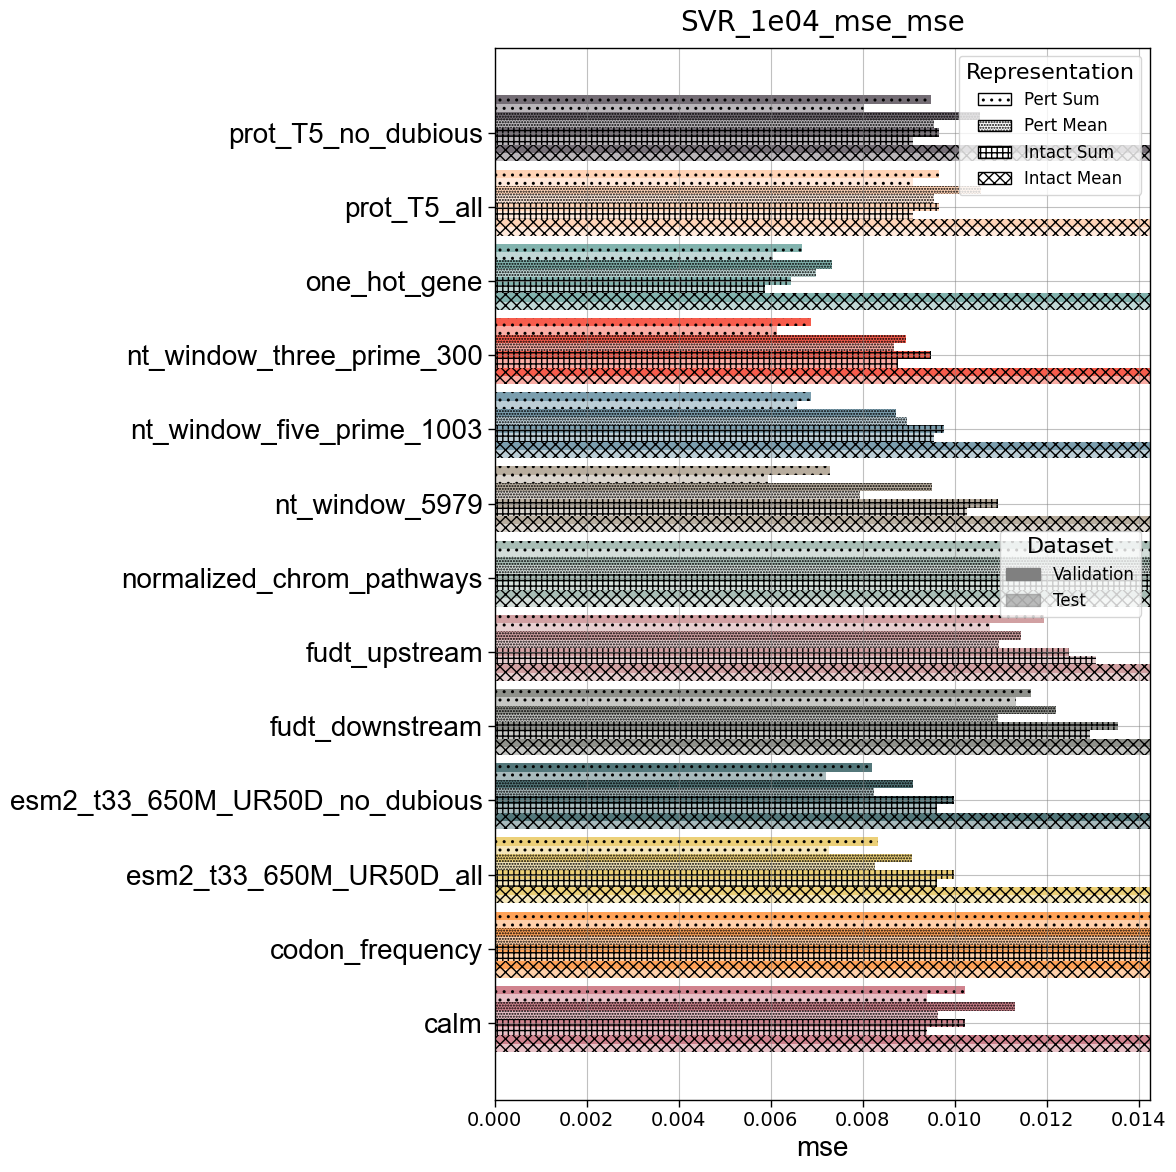 SVR_1e04_mse_mse
Representation
Pert Sum
Pert Mean
Intact Sum
Intact Mean
prot_T5_no_dubious
prot_T5_all
one_hot_gene
nt_window_three_prime_300
nt_window_five_prime_1003
nt_window_5979
Dataset
Validation
Test
normalized_chrom_pathways
fudt_upstream
fudt_downstream
esm2_t33_650M_UR50D_no_dubious
esm2_t33_650M_UR50D_all
codon_frequency
calm
0.000 0.002 0.004 0.006 0.008 0.010 0.012 0.014
mse